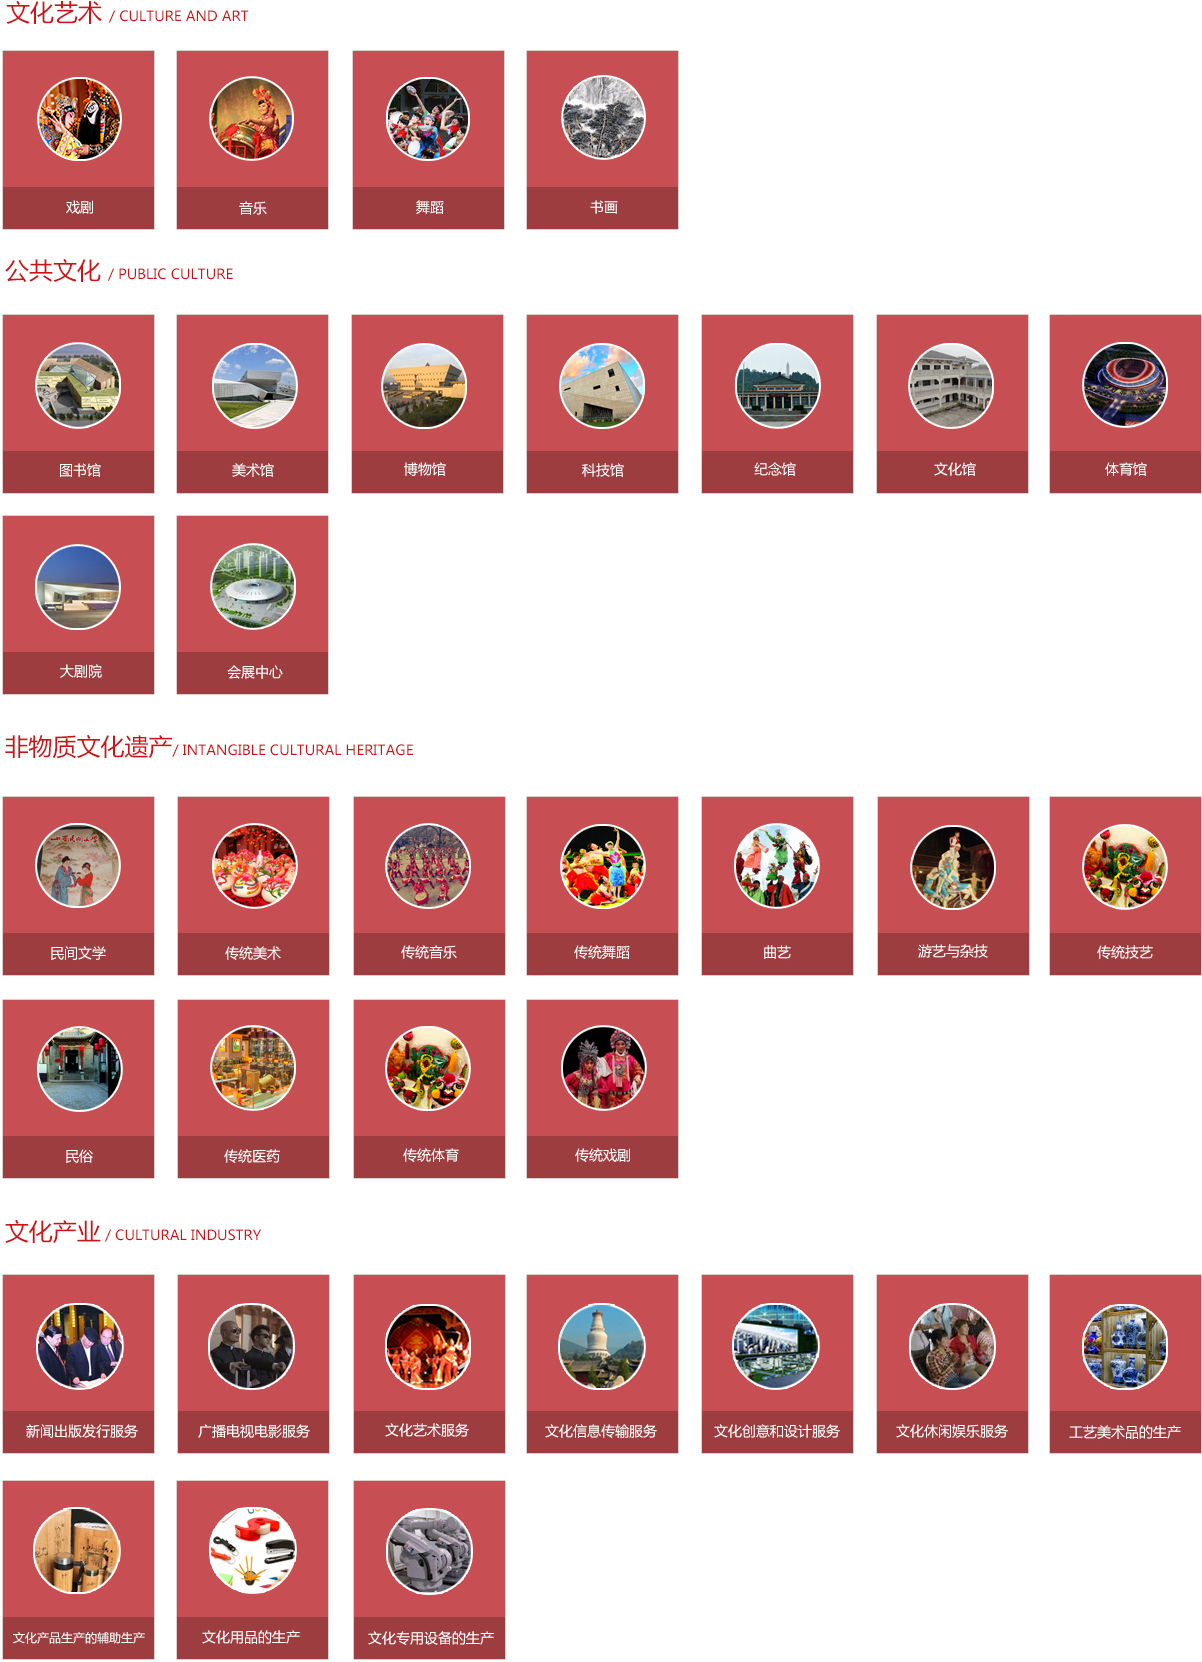 文化艺术 / CULTURE AND ART
戏剧 音乐 舞蹈 书画
公共文化 / PUBLIC CULTURE
图书馆 美术馆 博物馆 科技馆 纪念馆 文化馆 体育馆
大剧院 会展中心
非物质文化遗产 / INTANGIBLE CULTURAL HERITAGE
民间文学 传统美术 传统音乐 传统舞蹈 曲艺 游艺与杂技 传统技艺
民俗 传统医药 传统体育 传统戏剧
文化产业 / CULTURAL INDUSTRY
新闻出版发行服务 广播电视电影服务 文化艺术服务 文化信息传输服务 文化创意和设计服务 文化休闲娱乐服务 工艺美术品的生产
文化产品生产的辅助生产 文化用品的生产 文化专用设备的生产